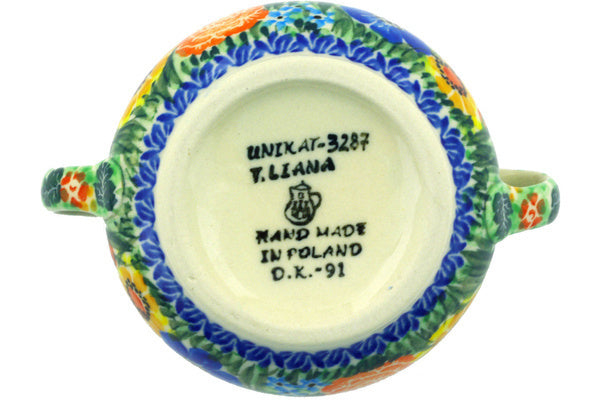 UNIKAT-3287
T.LIANA
HAND MADE
IN POLAND
D.K.-91